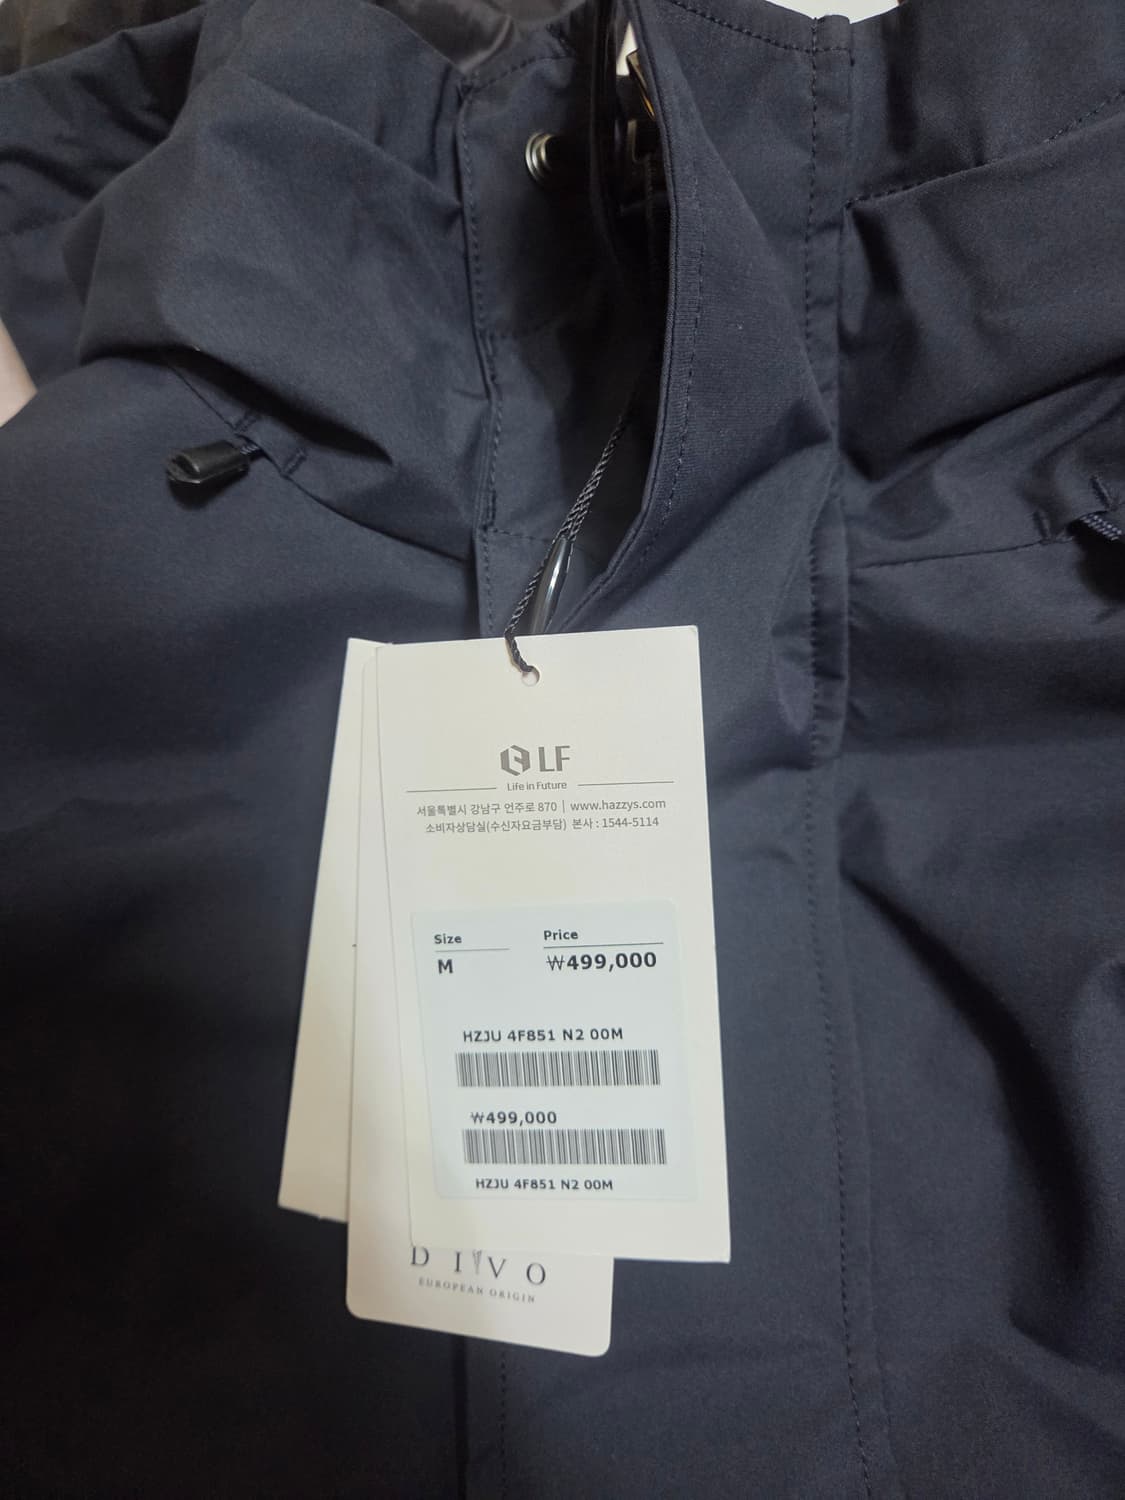 LF
Life in Future
서울특별시 강남구 언주로 870 | www.hazzys.com
소비자상담실(수신자요금부담) 본사 : 1544-5114
Size Price
M ₩499,000
HZJU 4F851 N2 00M
₩499,000
HZJU 4F851 N2 00M
DIVO
EUROPEAN ORIGIN